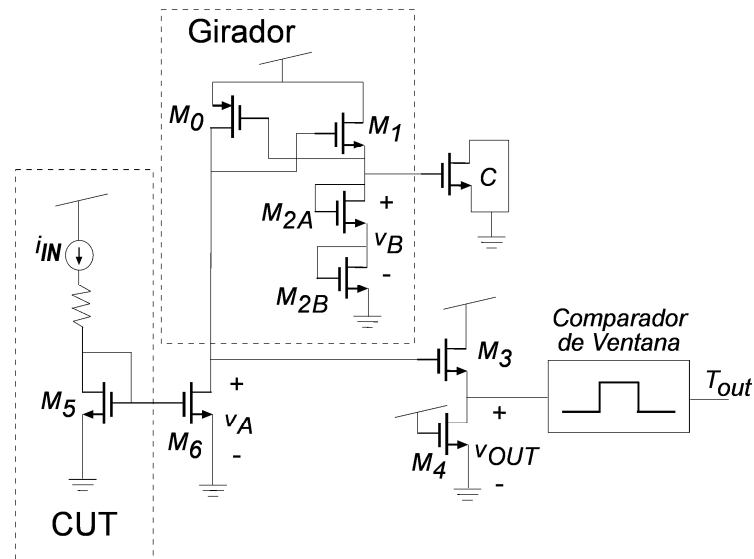 Girador
M0
M1
C
M2A
+
vB
-
M2B
iIN
M5
M6
+
vA
-
M3
M4
+
vOUT
-
Comparador
de Ventana
Tout
CUT